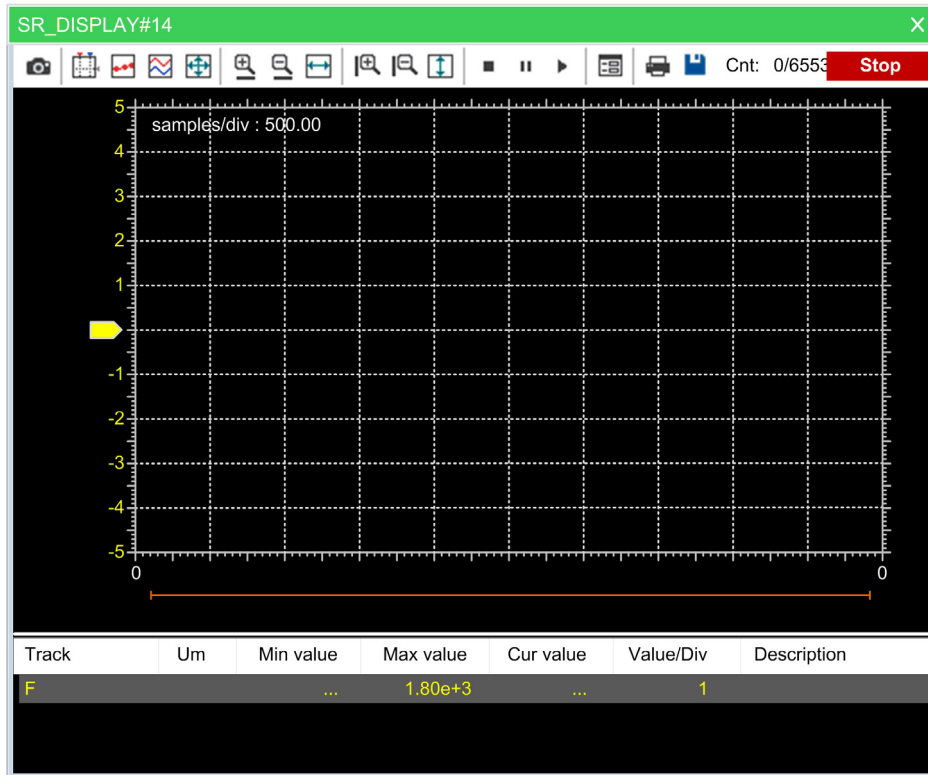 SR_DISPLAY#14
Cnt: 0/6553 Stop
samples/div : 500.00
5
4
3
2
1
-1
-2
-3
-4
-5
0 0
Track Um Min value Max value Cur value Value/Div Description
F ... 1.80e+3 ... 1